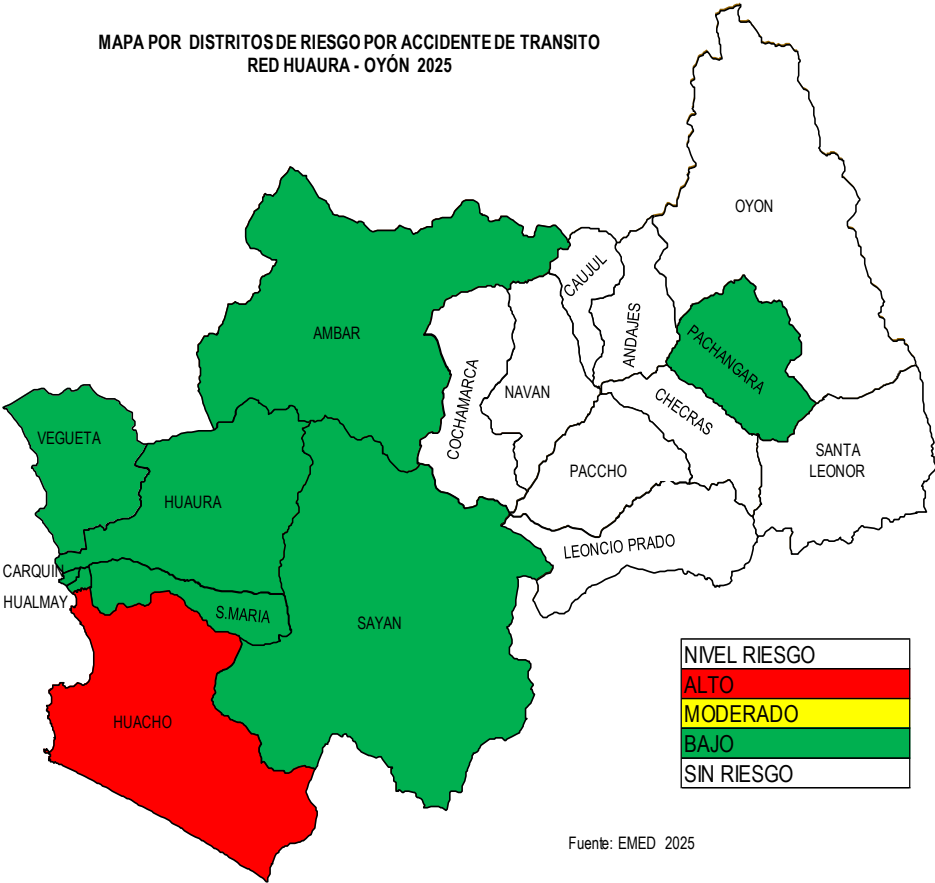 MAPA POR DISTRITOS DE RIESGO POR ACCIDENTE DE TRANSITO
RED HUAURA - OYÓN 2025
OYON
CAUJUL
ANDAJES
AMBAR
PACHANGARA
COCHAMARCA
NAVAN
CHECRAS
VEGUETA
SANTA
LEONOR
PACCHO
HUAURA
LEONCIO PRADO
CARQUIN
HUALMAY
S.MARIA
SAYAN
HUACHO
NIVEL RIESGO
ALTO
MODERADO
BAJO
SIN RIESGO
Fuente: EMED 2025